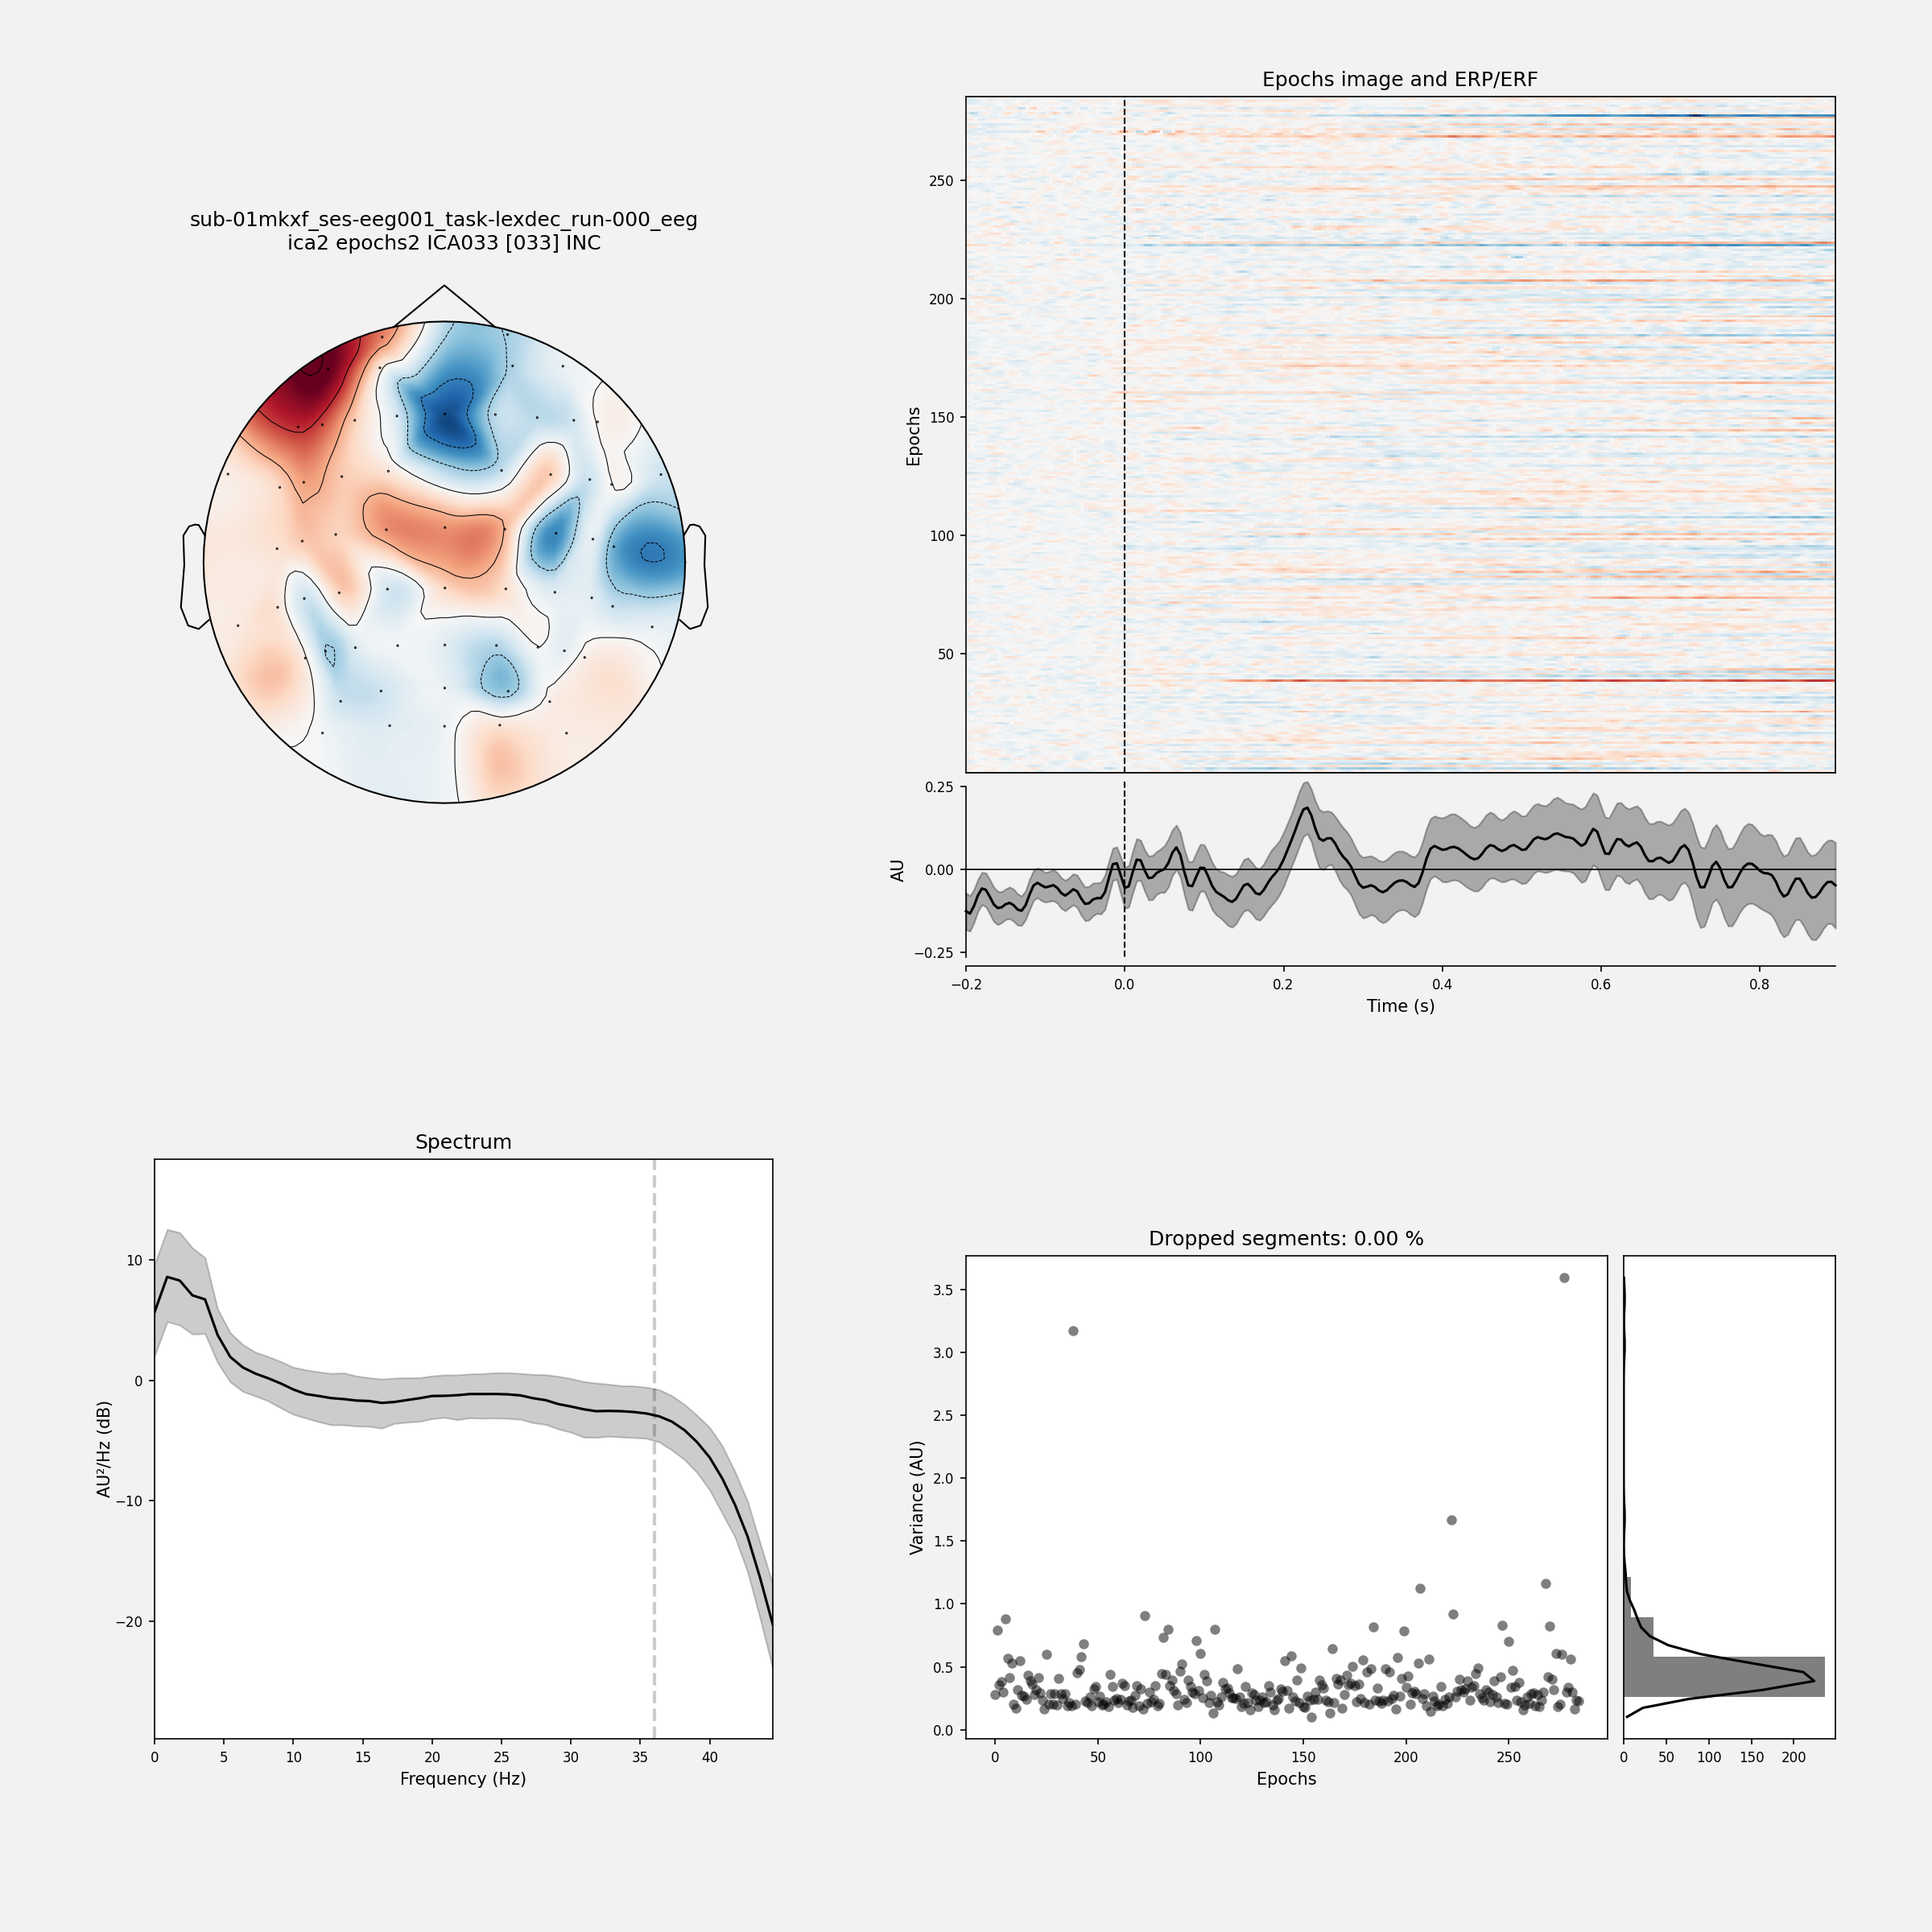 Epochs image and ERP/ERF
sub-01mkxf_ses-eeg001_task-lexdec_run-000_eeg
ica2 epochs2 ICA033 [033] INC
Epochs
250
200
150
100
50
AU
0.25
0.00
−0.25
−0.2 0.0 0.2 0.4 0.6 0.8
Time (s)
Spectrum
AU²/Hz (dB)
10
0
−10
−20
0 5 10 15 20 25 30 35 40
Frequency (Hz)
Dropped segments: 0.00 %
Variance (AU)
3.5
3.0
2.5
2.0
1.5
1.0
0.5
0.0
0 50 100 150 200 250
Epochs
0 50 100 150 200